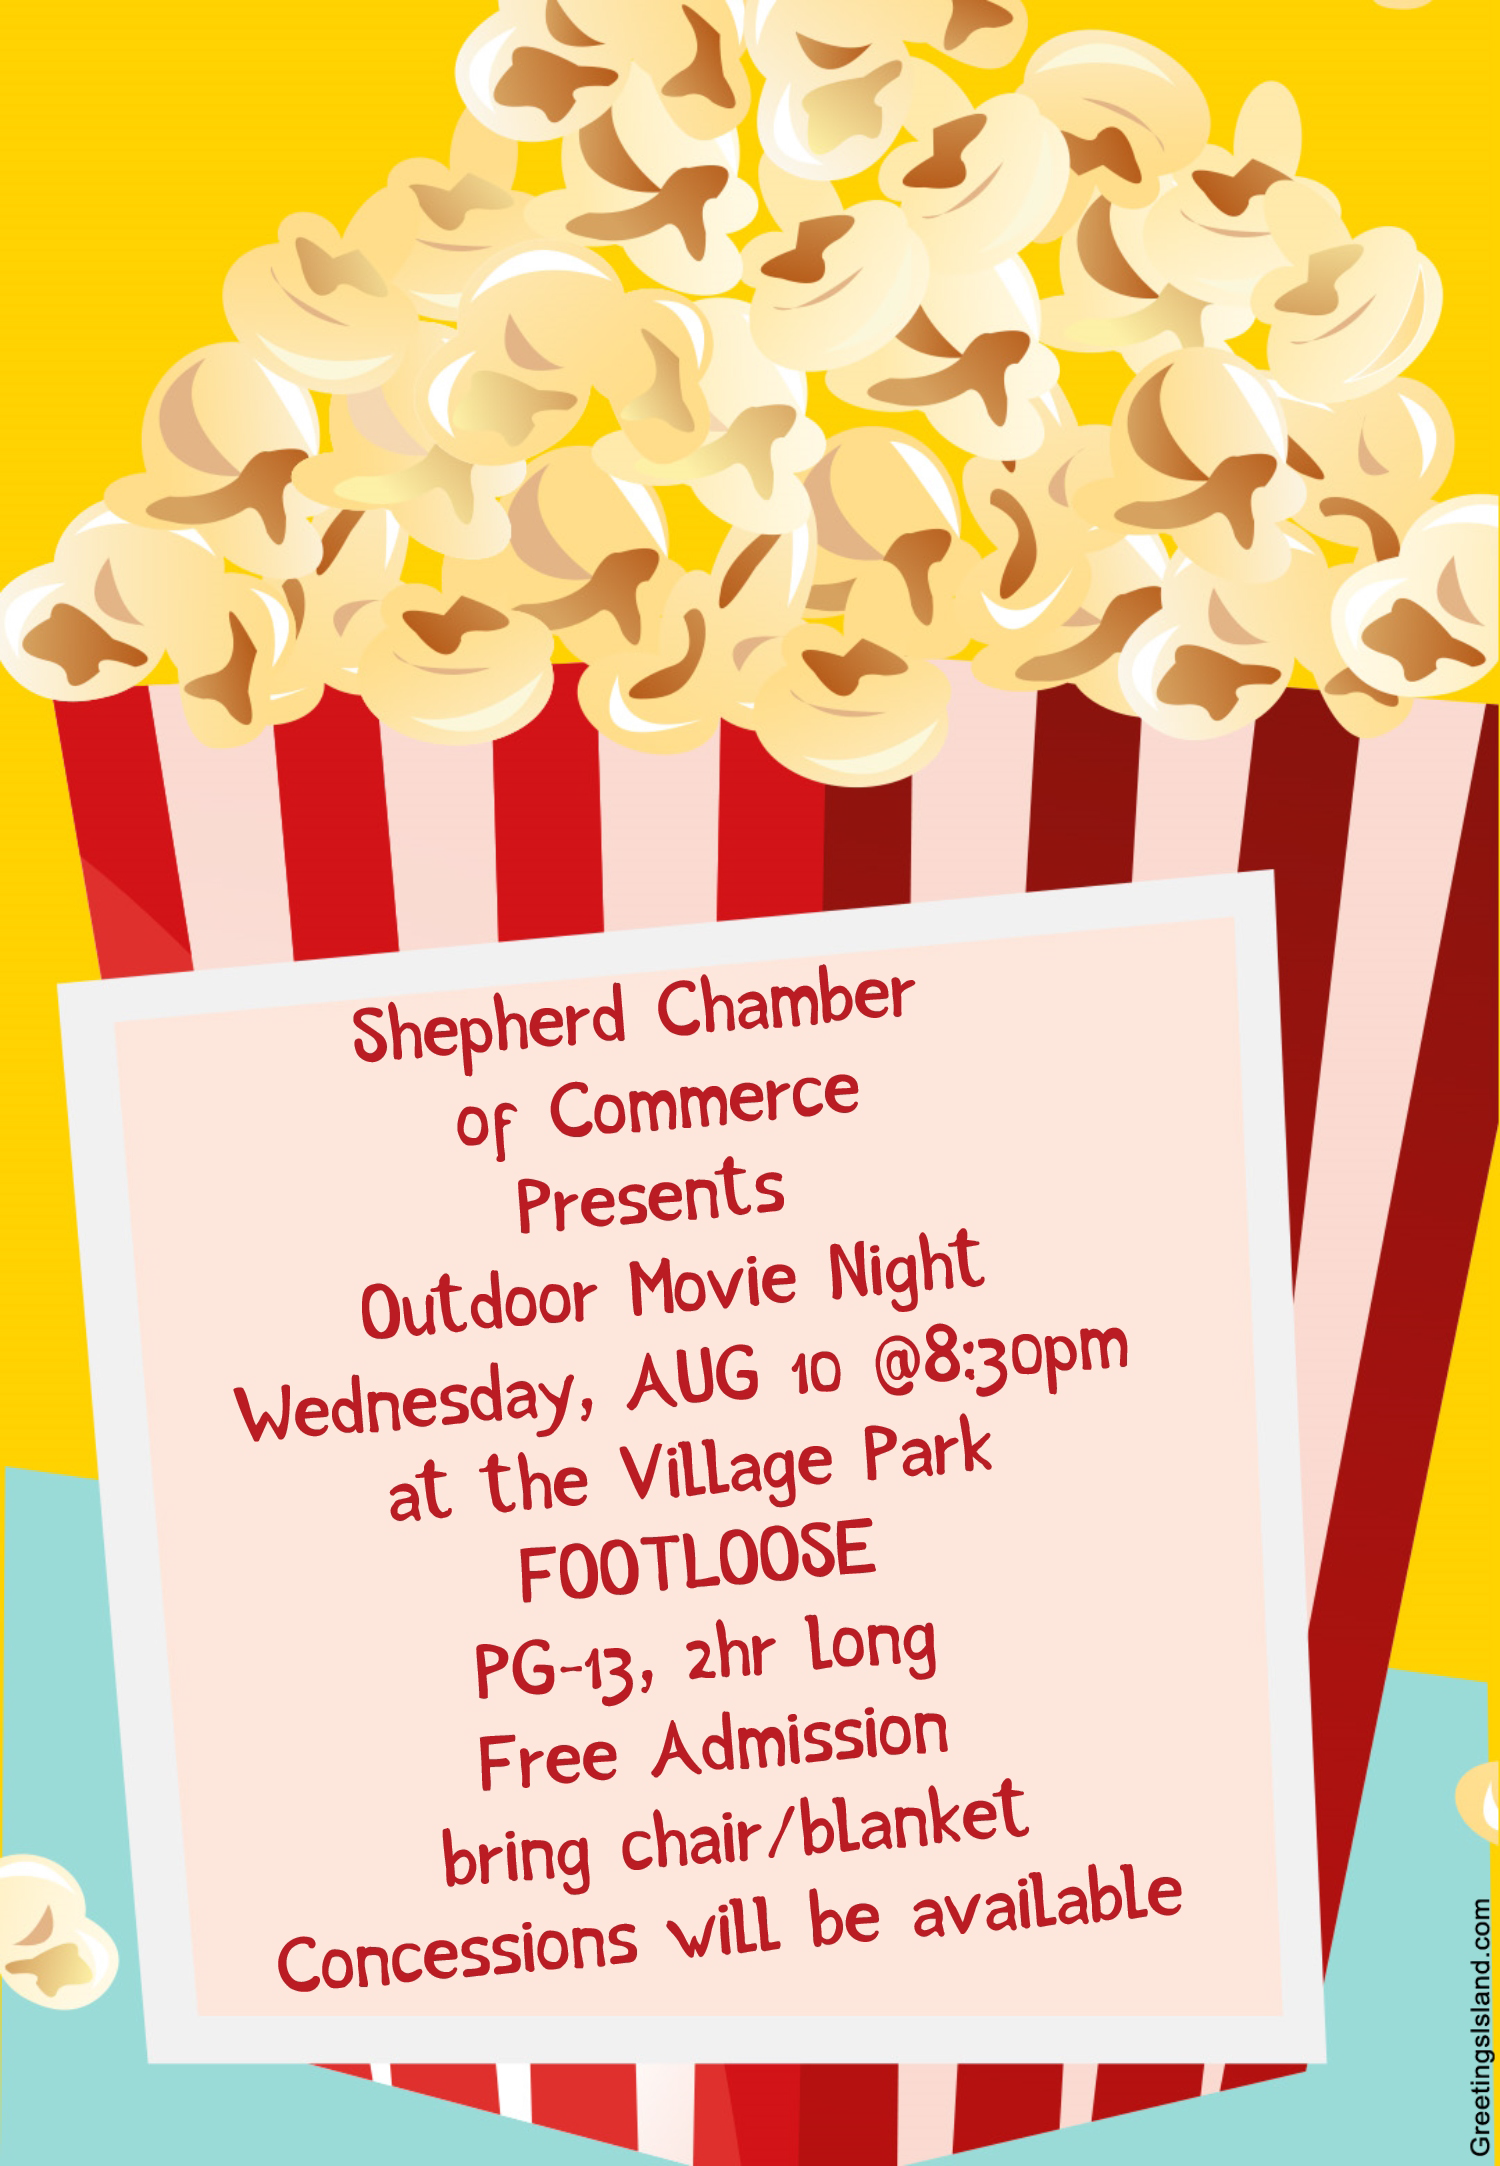 Shepherd Chamber
of Commerce
Presents
Outdoor Movie Night
Wednesday, AUG 10 @8:30pm
at the Village Park
FOOTLOOSE
PG-13, 2hr long
Free Admission
bring chair/blanket
Concessions will be available
GreetingsIsland.com